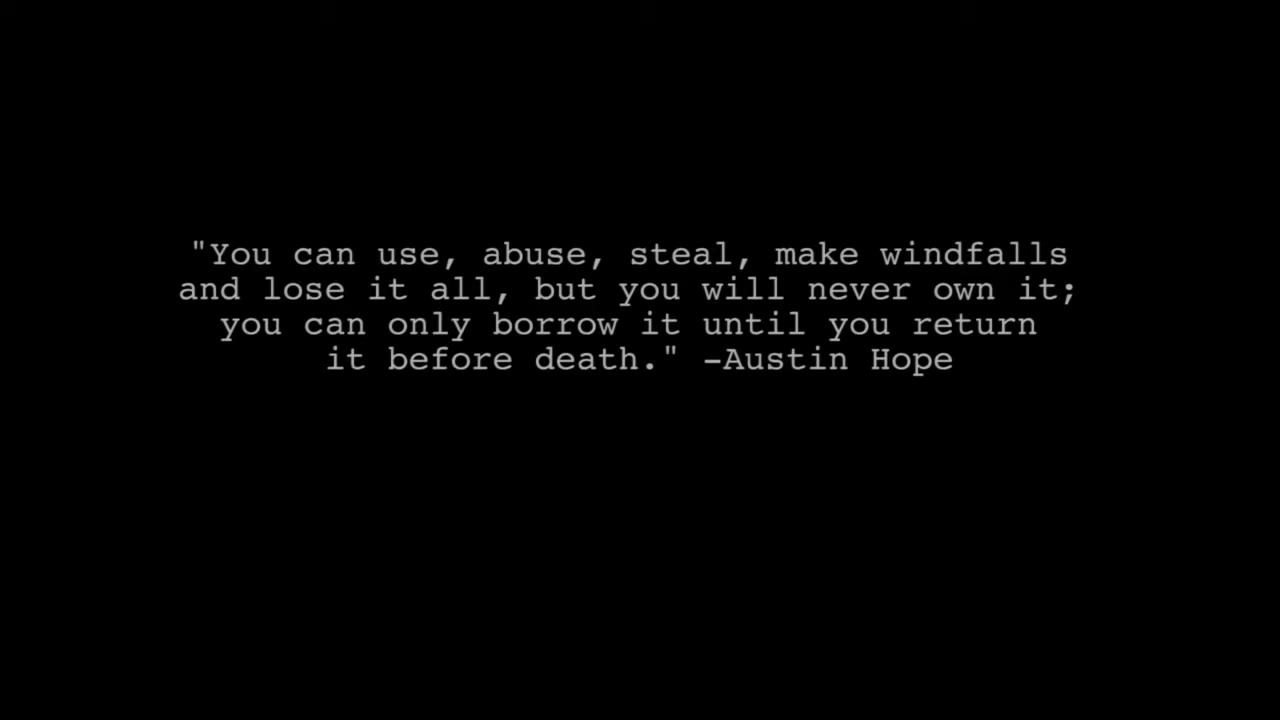 "You can use, abuse, steal, make windfalls
and lose it all, but you will never own it;
you can only borrow it until you return
it before death." -Austin Hope